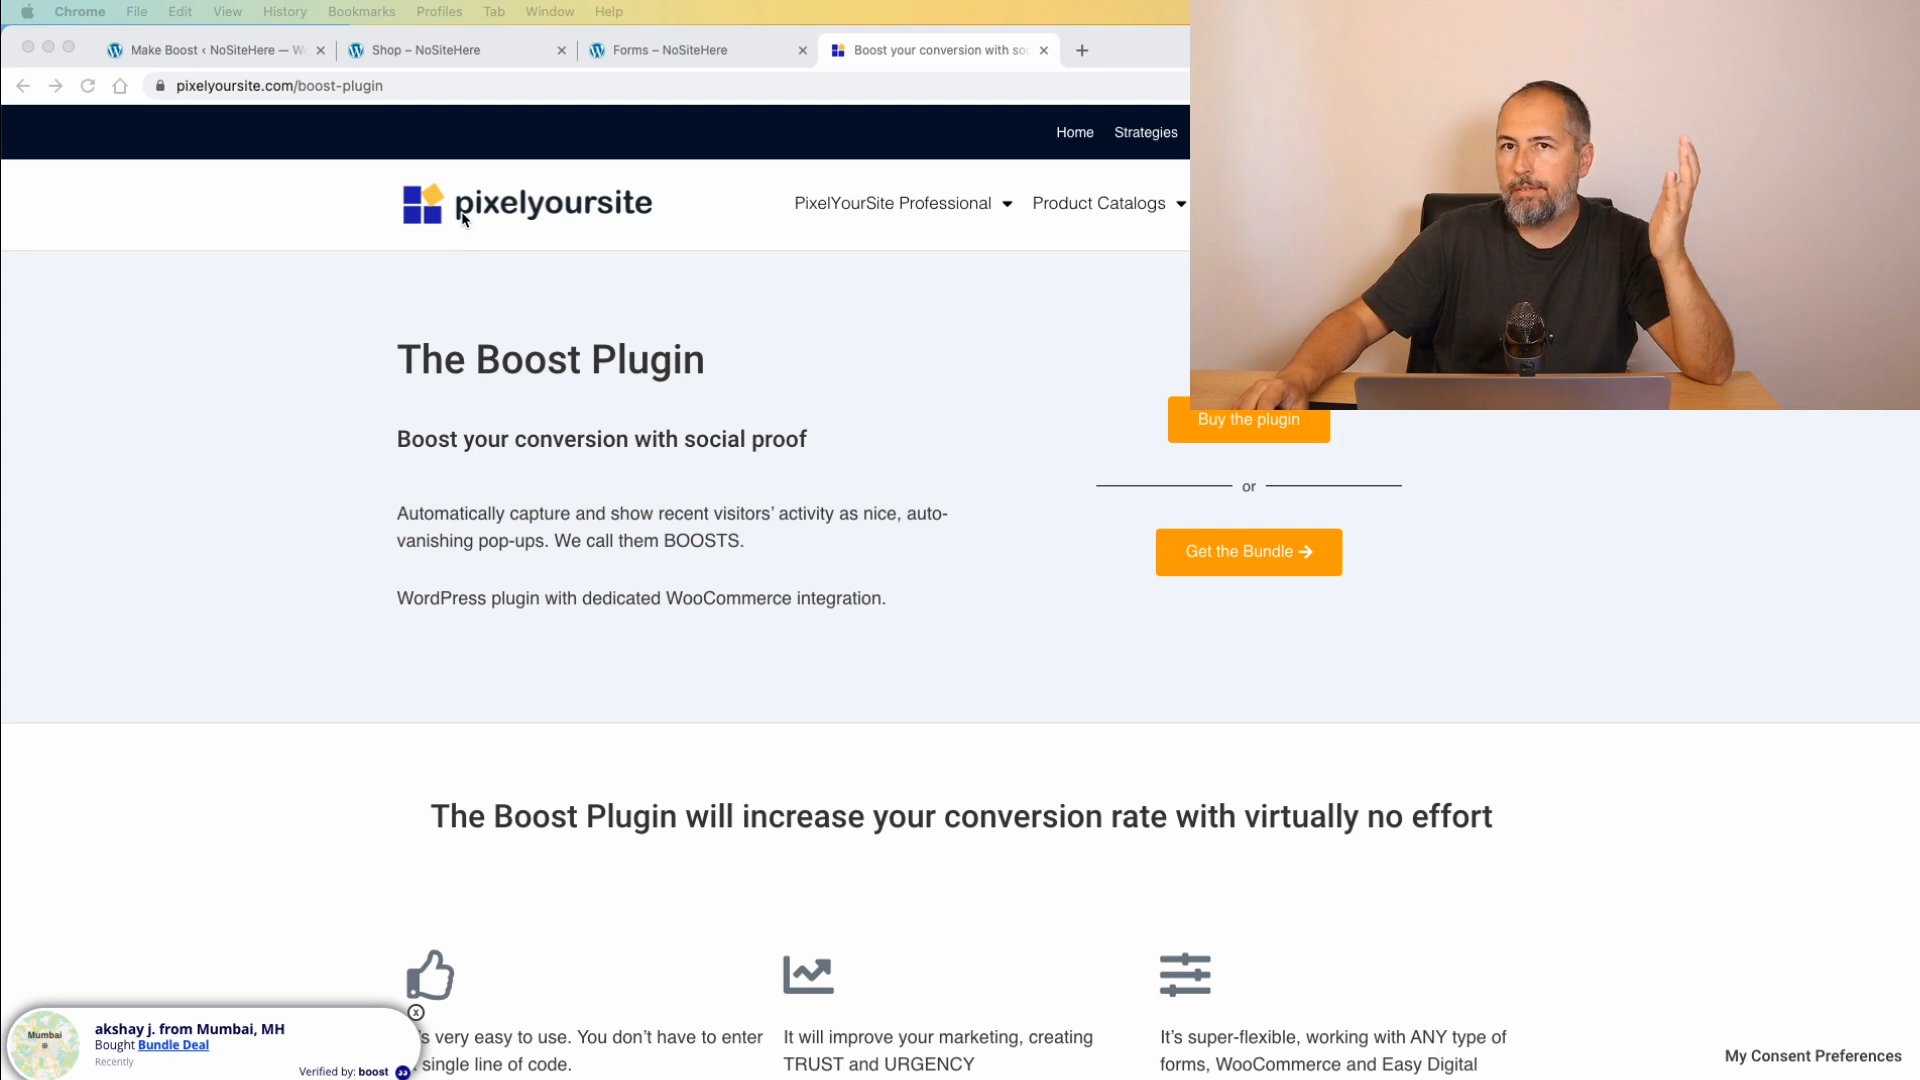 Chrome File Edit View History Bookmarks Profiles Tab Window Help
Make Boost ‹ NoSiteHere — W
Shop – NoSiteHere
Forms – NoSiteHere
Boost your conversion with soc
pixelyoursite.com/boost-plugin
Home Strategies
pixelyoursite
PixelYourSite Professional
Product Catalogs
The Boost Plugin
Boost your conversion with social proof
Automatically capture and show recent visitors’ activity as nice, auto-
vanishing pop-ups. We call them BOOSTS.
WordPress plugin with dedicated WooCommerce integration.
Buy the plugin
or
Get the Bundle →
The Boost Plugin will increase your conversion rate with virtually no effort
’s very easy to use. You don’t have to enter
single line of code.
It will improve your marketing, creating
TRUST and URGENCY
It’s super-flexible, working with ANY type of
forms, WooCommerce and Easy Digital
x
Mumbai
akshay j. from Mumbai, MH
Bought Bundle Deal
Recently
Verified by: boost
My Consent Preferences